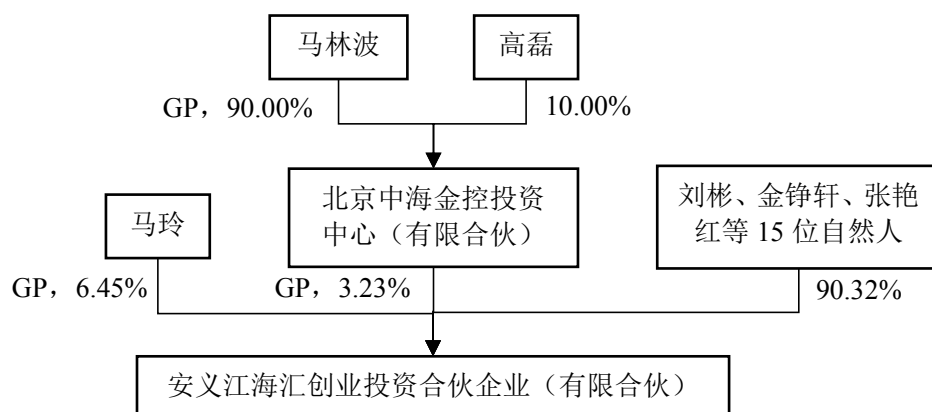 马林波
高磊
GP，90.00%
10.00%
北京中海金控投资
中心（有限合伙）
刘彬、金铮轩、张艳
红等 15 位自然人
马玲
GP，6.45%
GP，3.23%
90.32%
安义江海汇创业投资合伙企业（有限合伙）